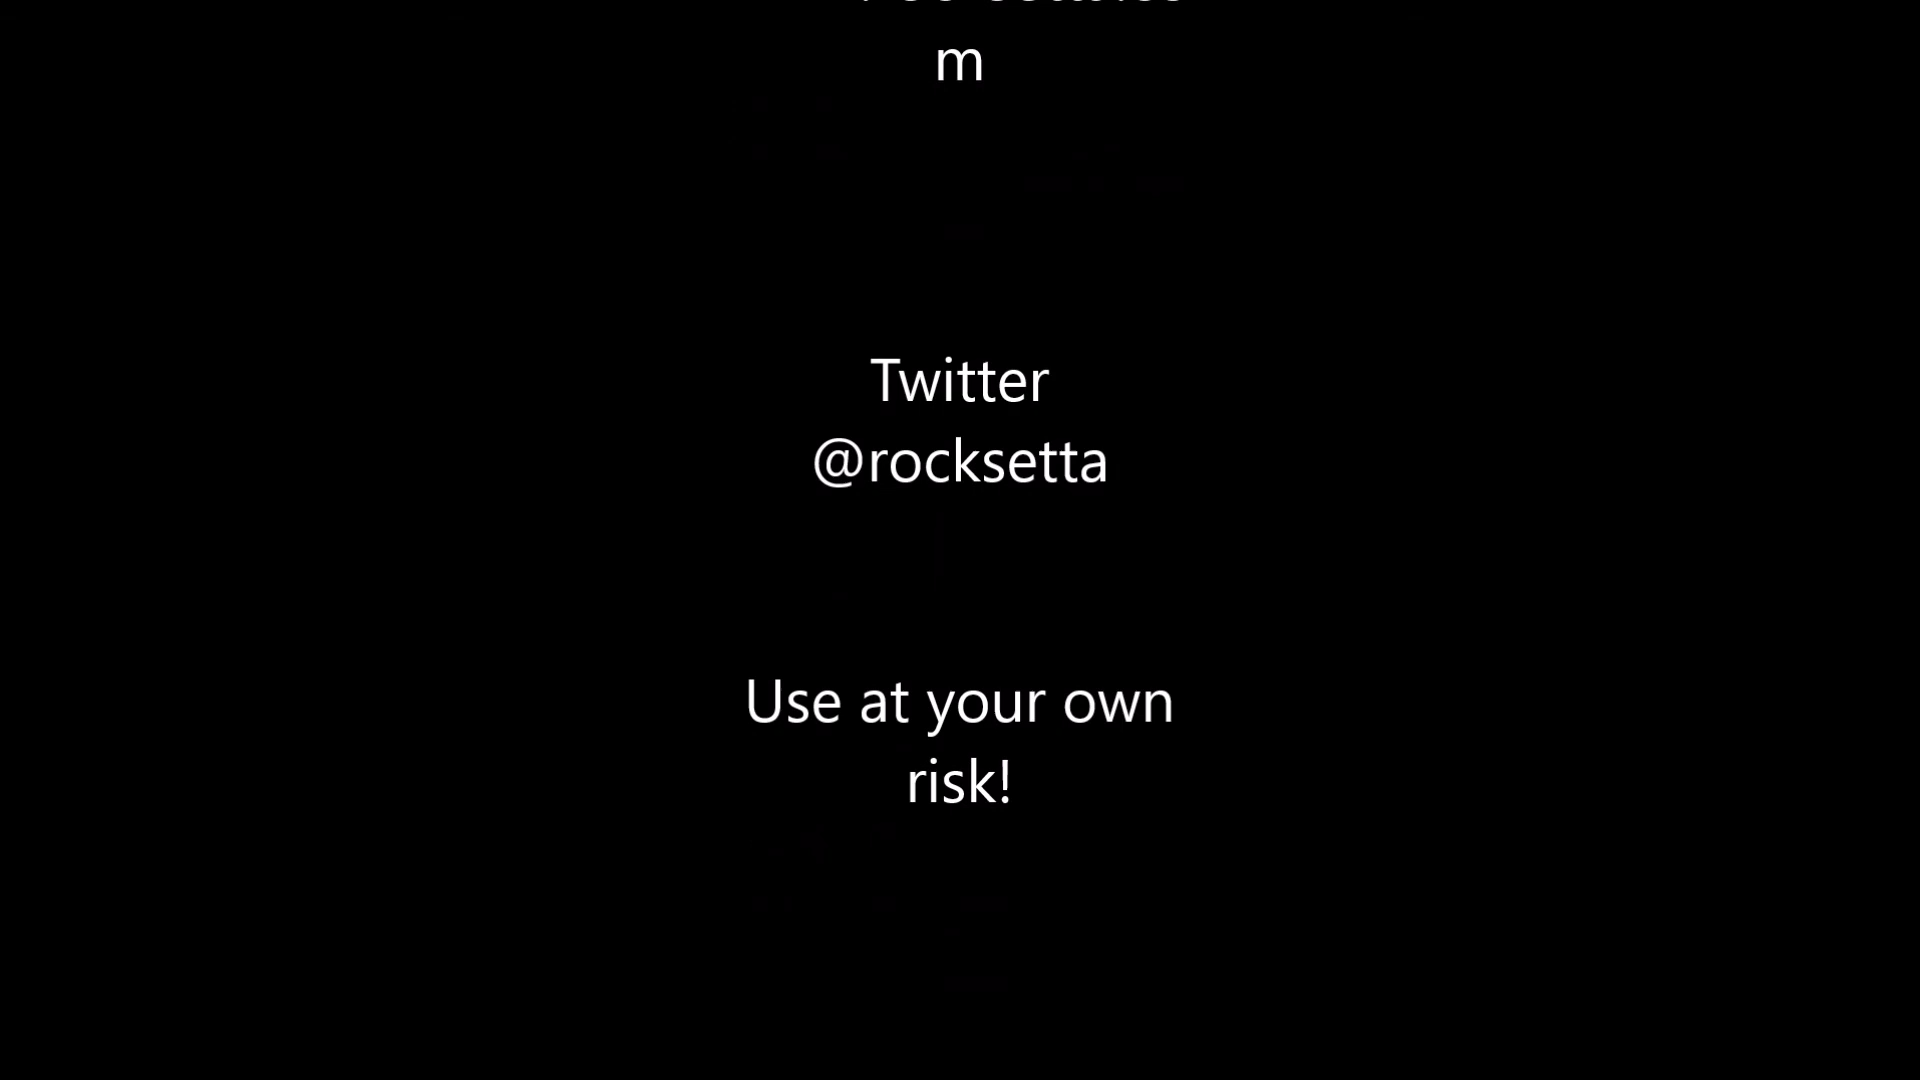 m
Twitter
@rocksetta
Use at your own
risk!